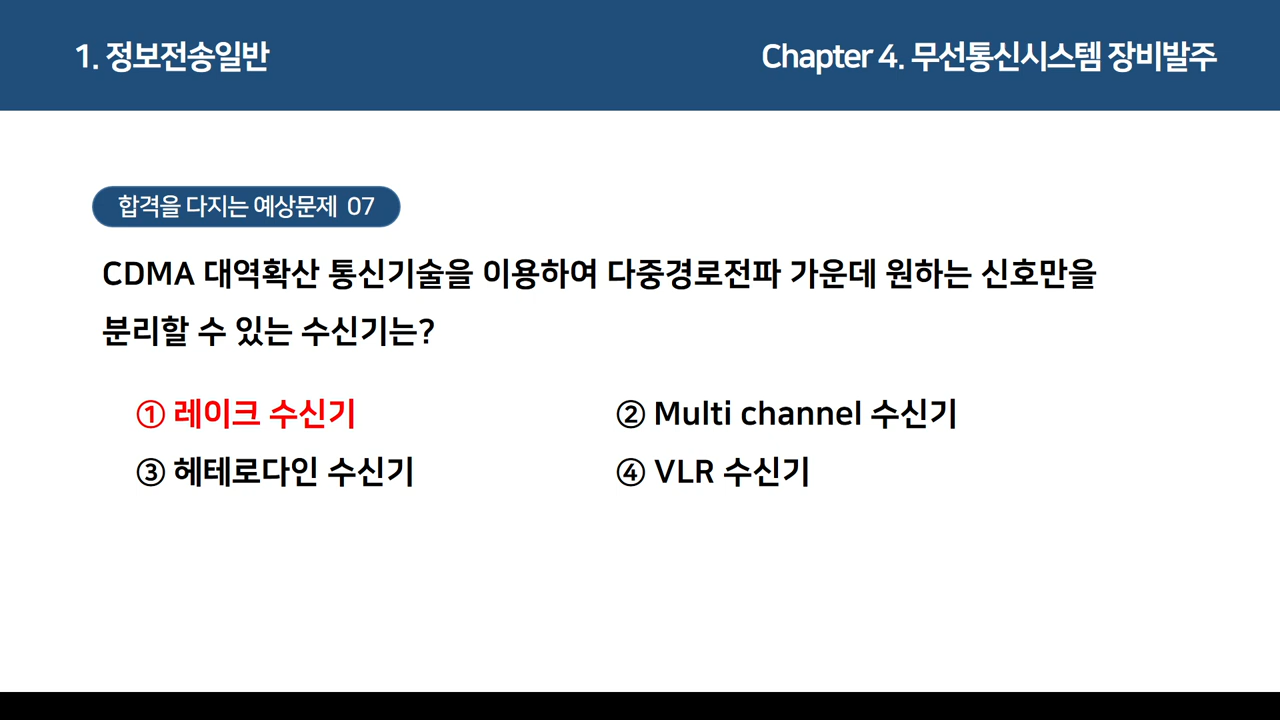 1. 정보전송일반
Chapter 4. 무선통신시스템 장비발주
합격을 다지는 예상문제 07
CDMA 대역확산 통신기술을 이용하여 다중경로전파 가운데 원하는 신호만을
분리할 수 있는 수신기는?
① 레이크 수신기
② Multi channel 수신기
③ 헤테로다인 수신기
④ VLR 수신기